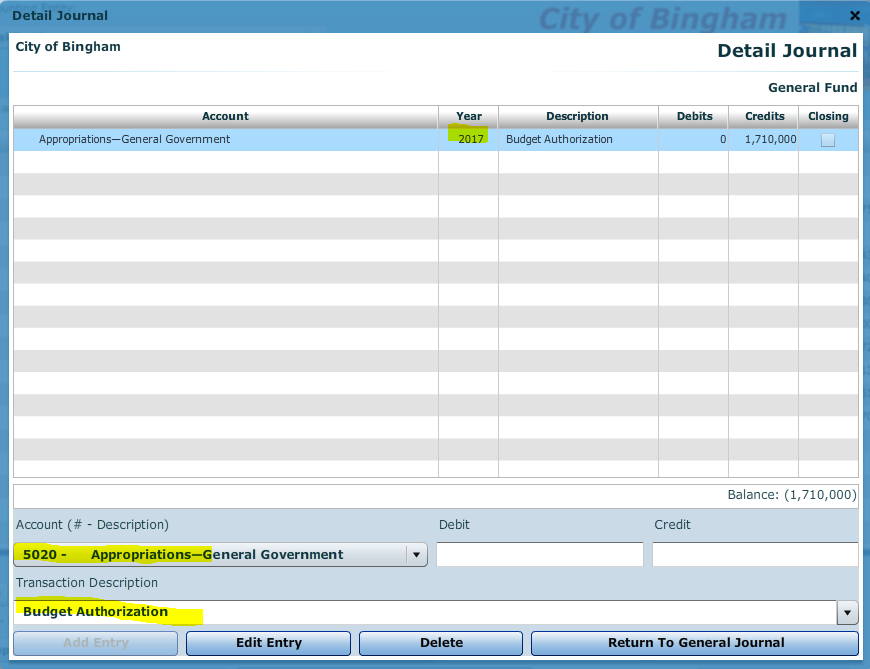 Detail Journal
City of Bingham
City of Bingham
Detail Journal
General Fund
Account Year Description Debits Credits Closing
Appropriations—General Government 2017 Budget Authorization 0 1,710,000
Balance: (1,710,000)
Account (# - Description) Debit Credit
5020 - Appropriations—General Government
Transaction Description
Budget Authorization
Add Entry Edit Entry Delete Return To General Journal